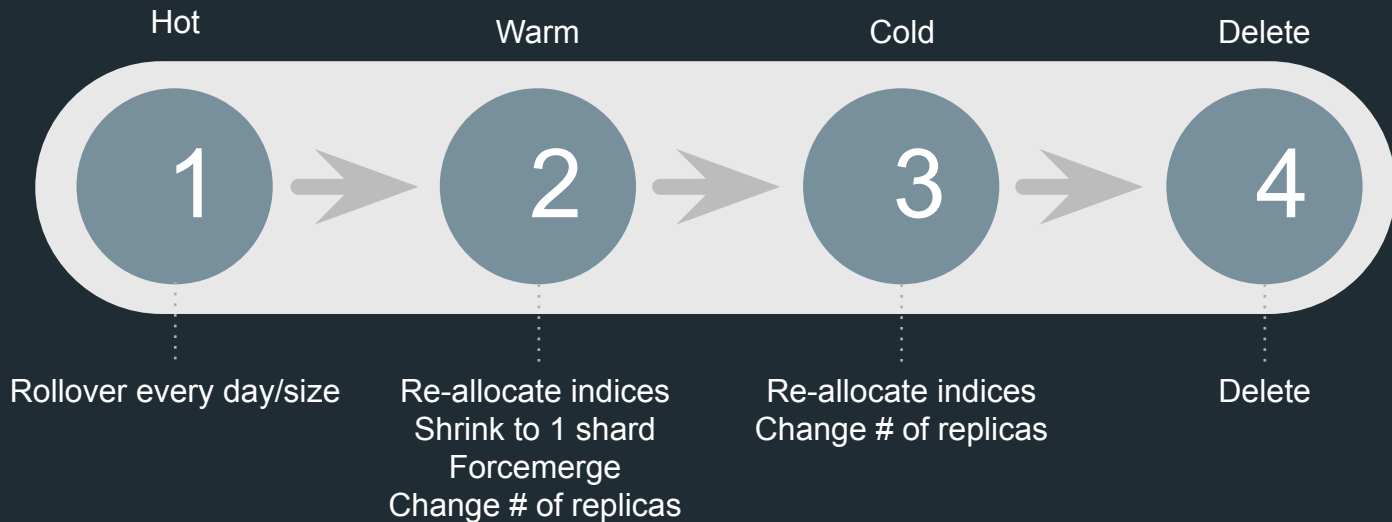 Hot
Warm
Cold
Delete
1
2
3
4
Rollover every day/size
Re-allocate indices
Shrink to 1 shard
Forcemerge
Change # of replicas
Re-allocate indices
Change # of replicas
Delete